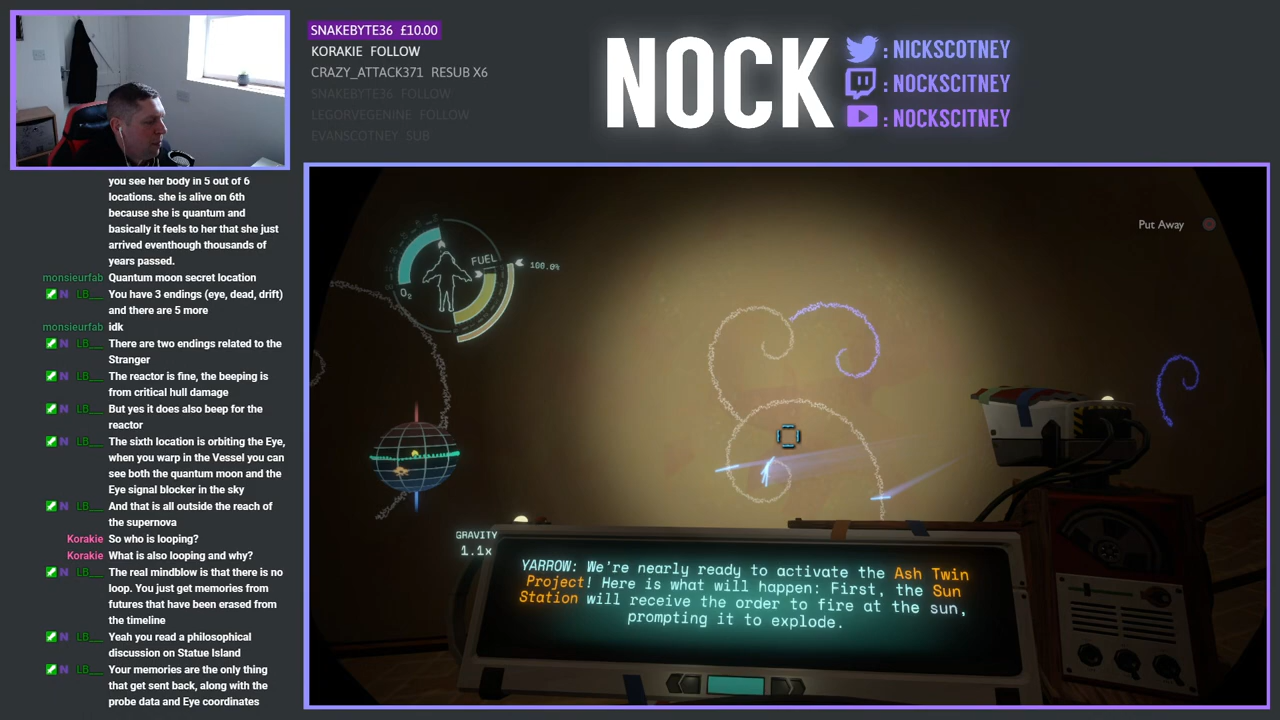 SNAKEBYTE36 £10.00
KORAKIE FOLLOW
CRAZY_ATTACK371 RESUB X6
SNAKEBYTE36 FOLLOW
LEGORVEGENINE FOLLOW
EVANSCOTNEY SUB
NOCK
: NICKSCOTNEY
: NOCKSCITNEY
: NOCKSCITNEY
you see her body in 5 out of 6
locations. she is alive on 6th
because she is quantum and
basically it feels to her that she just
arrived eventhough thousands of
years passed.
monsieurfab Quantum moon secret location
N LB__ You have 3 endings (eye, dead, drift)
and there are 5 more
monsieurfab idk
N LB__ There are two endings related to the
Stranger
N LB__ The reactor is fine, the beeping is
from critical hull damage
N LB__ But yes it does also beep for the
reactor
N LB__ The sixth location is orbiting the Eye,
when you warp in the Vessel you can
see both the quantum moon and the
Eye signal blocker in the sky
N LB__ And that is all outside the reach of
the supernova
Korakie So who is looping?
Korakie What is also looping and why?
N LB__ The real mindblow is that there is no
loop. You just get memories from
futures that have been erased from
the timeline
N LB__ Yeah you read a philosophical
discussion on Statue Island
N LB__ Your memories are the only thing
that get sent back, along with the
probe data and Eye coordinates
Put Away
FUEL
100.0%
O₂
GRAVITY
1.1x
YARROW: We're nearly ready to activate the Ash Twin
Project! Here is what will happen: First, the Sun
Station will receive the order to fire at the sun,
prompting it to explode.